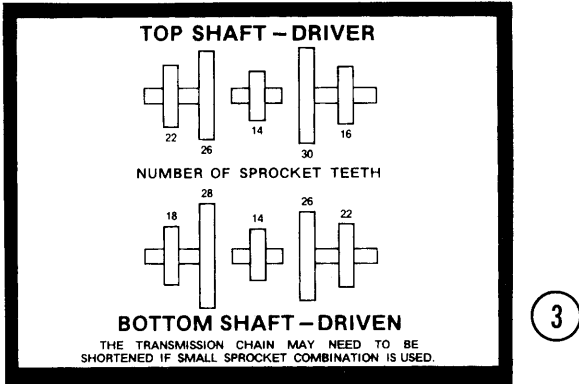 TOP SHAFT – DRIVER
22 26 14 30 16
NUMBER OF SPROCKET TEETH
18 28 14 26 22
BOTTOM SHAFT – DRIVEN
THE TRANSMISSION CHAIN MAY NEED TO BE
SHORTENED IF SMALL SPROCKET COMBINATION IS USED.
3